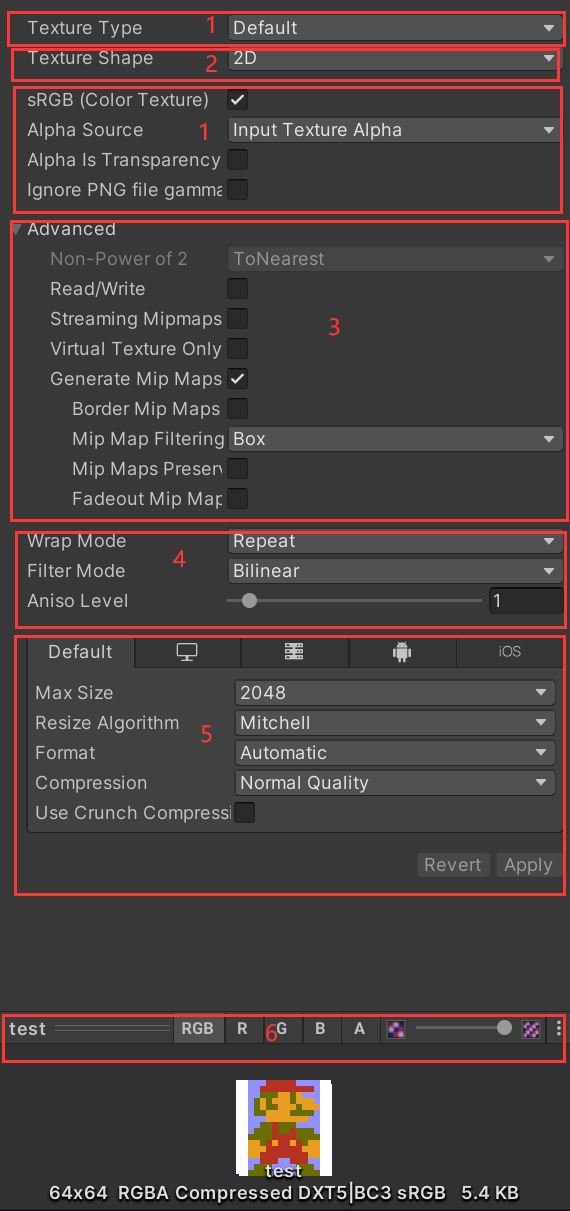 Texture Type 1 Default
Texture Shape 2 2D
sRGB (Color Texture)
Alpha Source 1 Input Texture Alpha
Alpha Is Transparency
Ignore PNG file gamma
Advanced
Non-Power of 2 ToNearest
Read/Write
Streaming Mipmaps 3
Virtual Texture Only
Generate Mip Maps
Border Mip Maps
Mip Map Filtering Box
Mip Maps Preserv
Fadeout Mip Map
Wrap Mode Repeat
4
Filter Mode Bilinear
Aniso Level 1
Default iOS
Max Size 2048
Resize Algorithm 5 Mitchell
Format Automatic
Compression Normal Quality
Use Crunch Compressi
Revert Apply
test RGB R 6 G B A
test
64x64 RGBA Compressed DXT5|BC3 sRGB 5.4 KB